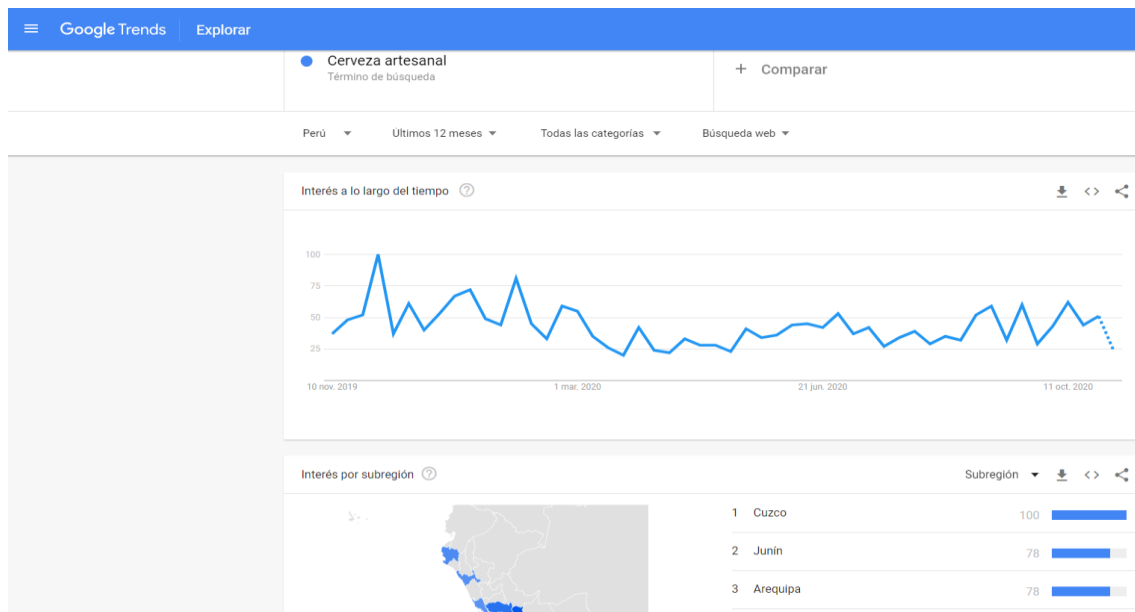 Google Trends Explorar
Cerveza artesanal
Término de búsqueda
+ Comparar
Perú Últimos 12 meses Todas las categorías Búsqueda web
Interés a lo largo del tiempo ?
100
75
50
25
10 nov. 2019 1 mar. 2020 21 jun. 2020 11 oct. 2020
Interés por subregión ? Subregión
1 Cuzco 100
2 Junín 78
3 Arequipa 78